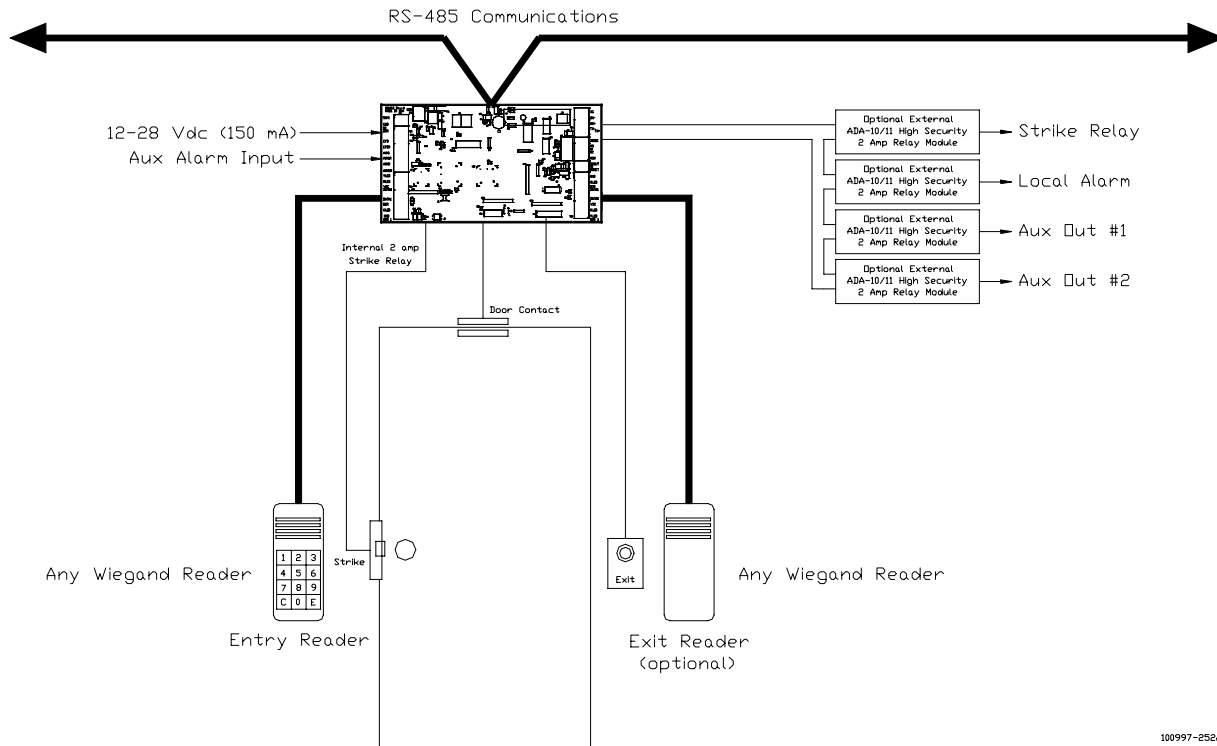 RS-485 Communications
12-28 Vdc (150 mA)
Aux Alarm Input
Optional External
ADA-10/11 High Security
2 Amp Relay Module
Strike Relay
Optional External
ADA-10/11 High Security
2 Amp Relay Module
Local Alarm
Optional External
ADA-10/11 High Security
2 Amp Relay Module
Aux Out #1
Optional External
ADA-10/11 High Security
2 Amp Relay Module
Aux Out #2
Internal 2 amp
Strike Relay
Door Contact
Strike
1 2 3
4 5 6
7 8 9
C 0 E
Any Wiegand Reader
Entry Reader
Exit
Any Wiegand Reader
Exit Reader
(optional)